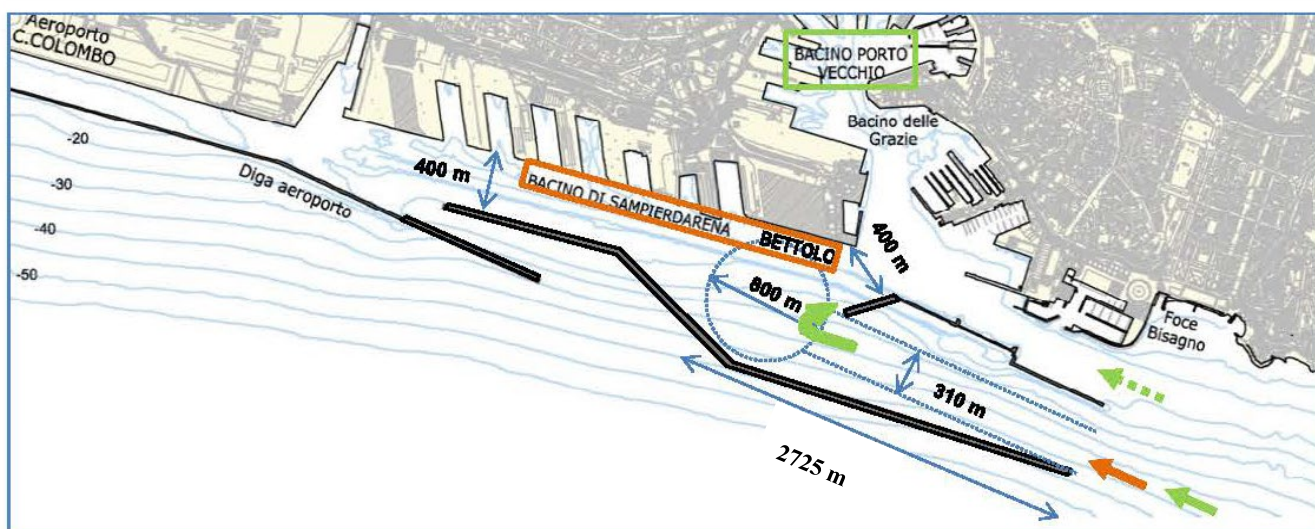 Aeroporto
C.COLOMBO
BACINO PORTO
VECCHIO
Bacino delle
Grazie
-20
-30
-40
-50
Diga aeroporto
400 m
BACINO DI SAMPIERDARENA
BETTOLO
400 m
800 m
310 m
Foce
Bisagno
2725 m